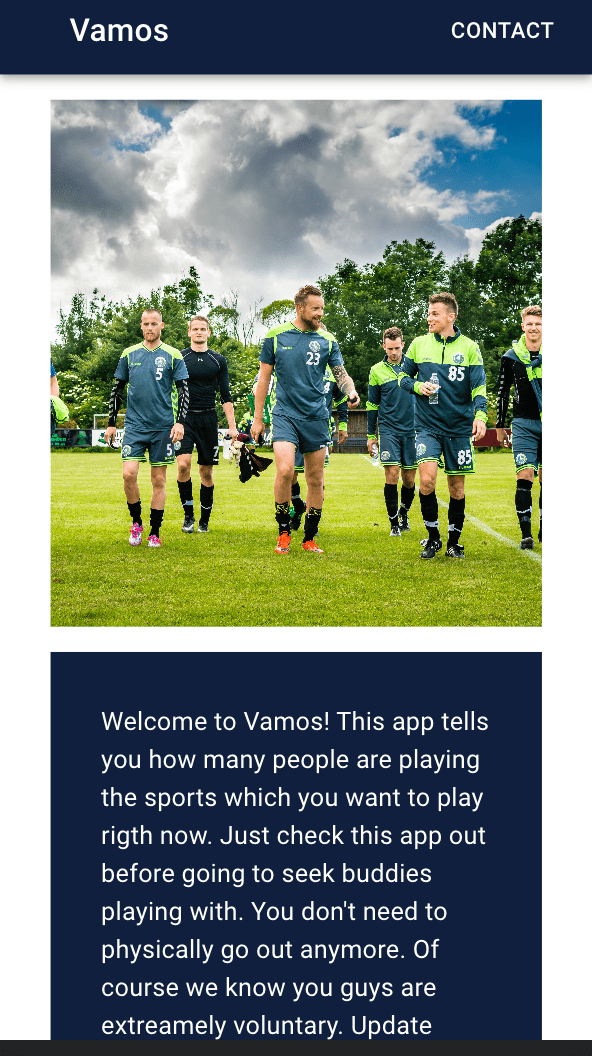 Vamos
CONTACT
5
5
7
23
85
85
Welcome to Vamos! This app tells
you how many people are playing
the sports which you want to play
rigth now. Just check this app out
before going to seek buddies
playing with. You don't need to
physically go out anymore. Of
course we know you guys are
extreamely voluntary. Update